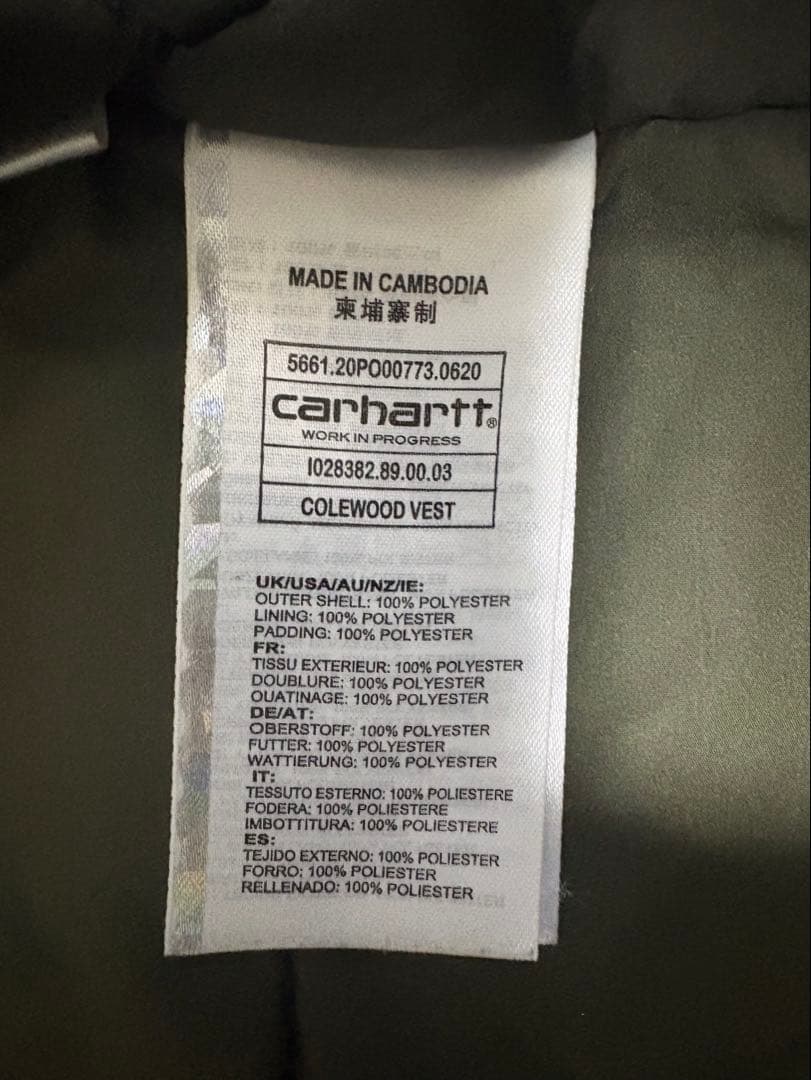 MADE IN CAMBODIA
柬埔寨制
5661.20PO00773.0620
carhartt®
WORK IN PROGRESS
I028382.89.00.03
COLEWOOD VEST
UK/USA/AU/NZ/IE:
OUTER SHELL: 100% POLYESTER
LINING: 100% POLYESTER
PADDING: 100% POLYESTER
FR:
TISSU EXTERIEUR: 100% POLYESTER
DOUBLURE: 100% POLYESTER
OUATINAGE: 100% POLYESTER
DE/AT:
OBERSTOFF: 100% POLYESTER
FUTTER: 100% POLYESTER
WATTIERUNG: 100% POLYESTER
IT:
TESSUTO ESTERNO: 100% POLIESTERE
FODERA: 100% POLIESTERE
IMBOTTITURA: 100% POLIESTERE
ES:
TEJIDO EXTERNO: 100% POLIESTER
FORRO: 100% POLIESTER
RELLENADO: 100% POLIESTER